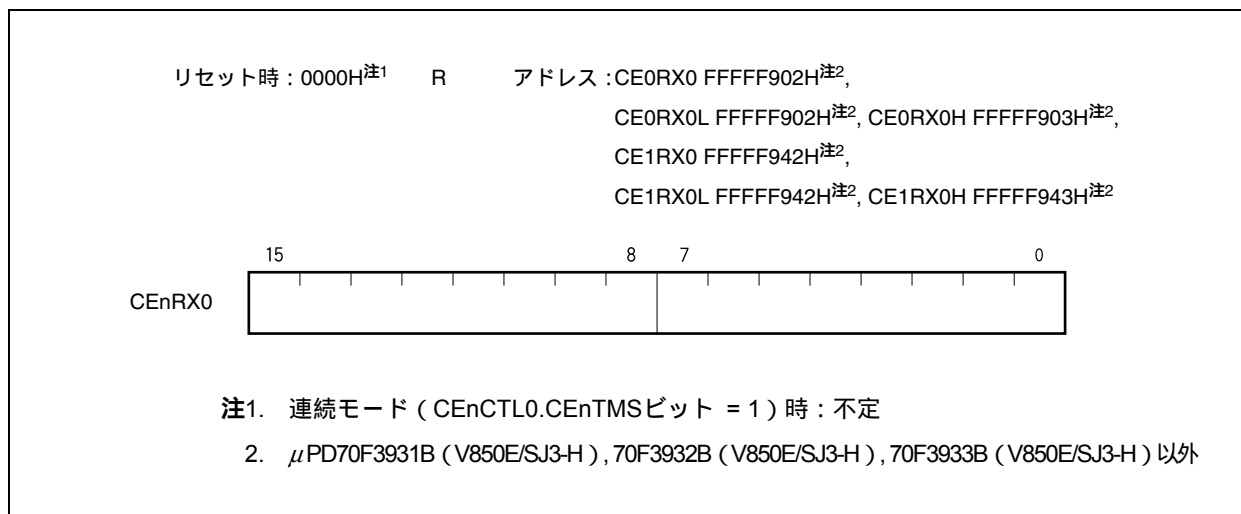 リセット時：0000H注1 R アドレス：CE0RX0 FFFFF902H注2,
CE0RX0L FFFFF902H注2, CE0RX0H FFFFF903H注2,
CE1RX0 FFFFF942H注2,
CE1RX0L FFFFF942H注2, CE1RX0H FFFFF943H注2
15 8 7 0
CEnRX0
注1. 連続モード（CEnCTL0.CEnTMSビット = 1）時：不定
2. μPD70F3931B（V850E/SJ3-H）, 70F3932B（V850E/SJ3-H）, 70F3933B（V850E/SJ3-H）以外